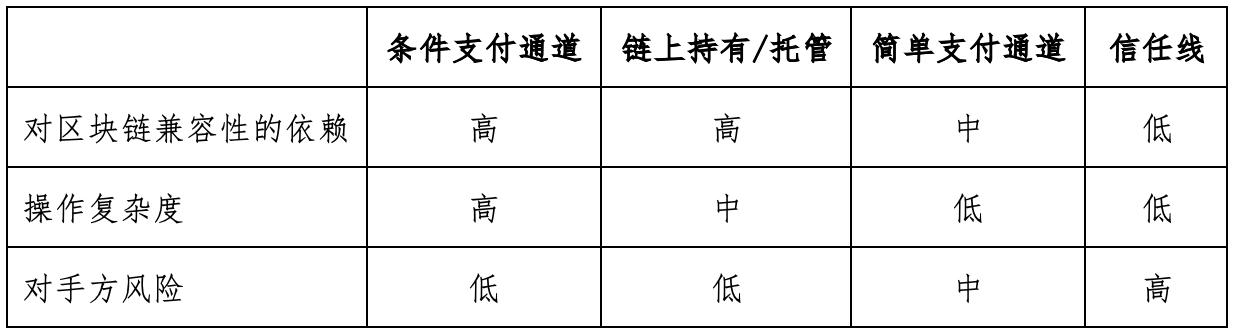 条件支付通道 链上持有/托管 简单支付通道 信任线
对区块链兼容性的依赖 高 高 中 低
操作复杂度 高 中 低 低
对手方风险 低 低 中 高